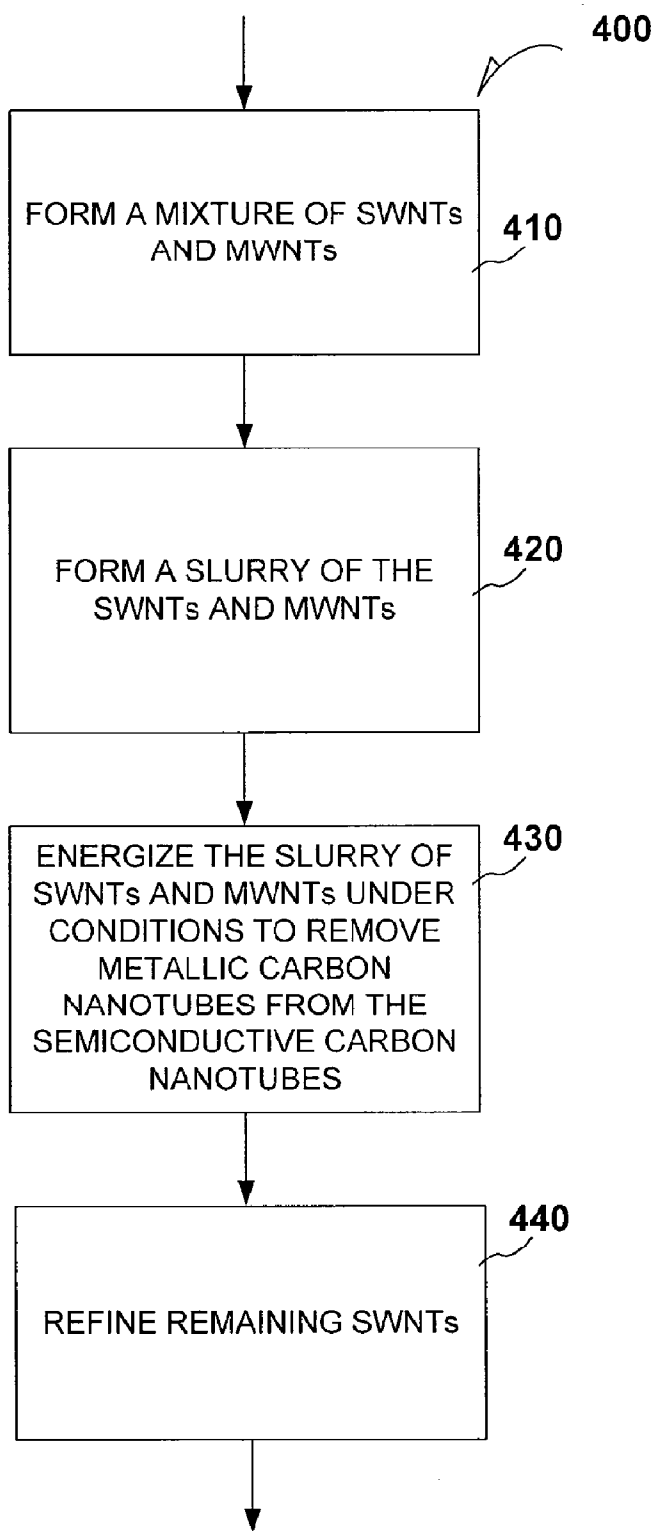 400
FORM A MIXTURE OF SWNTs
AND MWNTs
410
FORM A SLURRY OF THE
SWNTs AND MWNTs
420
ENERGIZE THE SLURRY OF
SWNTs AND MWNTs UNDER
CONDITIONS TO REMOVE
METALLIC CARBON
NANOTUBES FROM THE
SEMICONDUCTIVE CARBON
NANOTUBES
430
REFINE REMAINING SWNTs
440